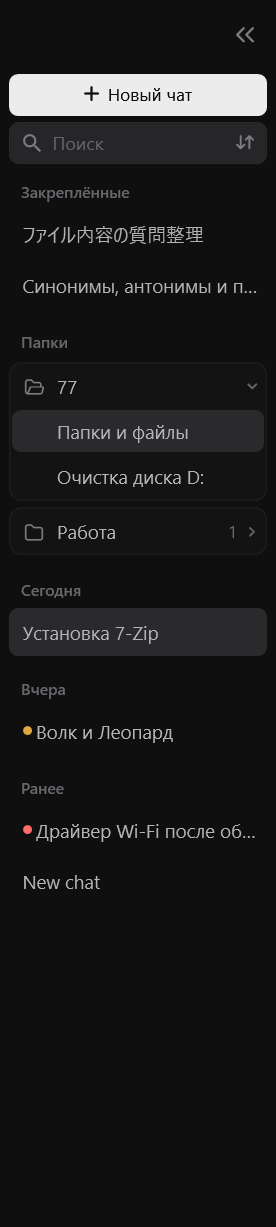 Новый чат
Поиск
Закреплённые
ファイル内容の質問整理
Синонимы, антонимы и п...
Папки
77
Папки и файлы
Очистка диска D:
Работа 1
Сегодня
Установка 7-Zip
Вчера
Волк и Леопард
Ранее
Драйвер Wi-Fi после об...
New chat